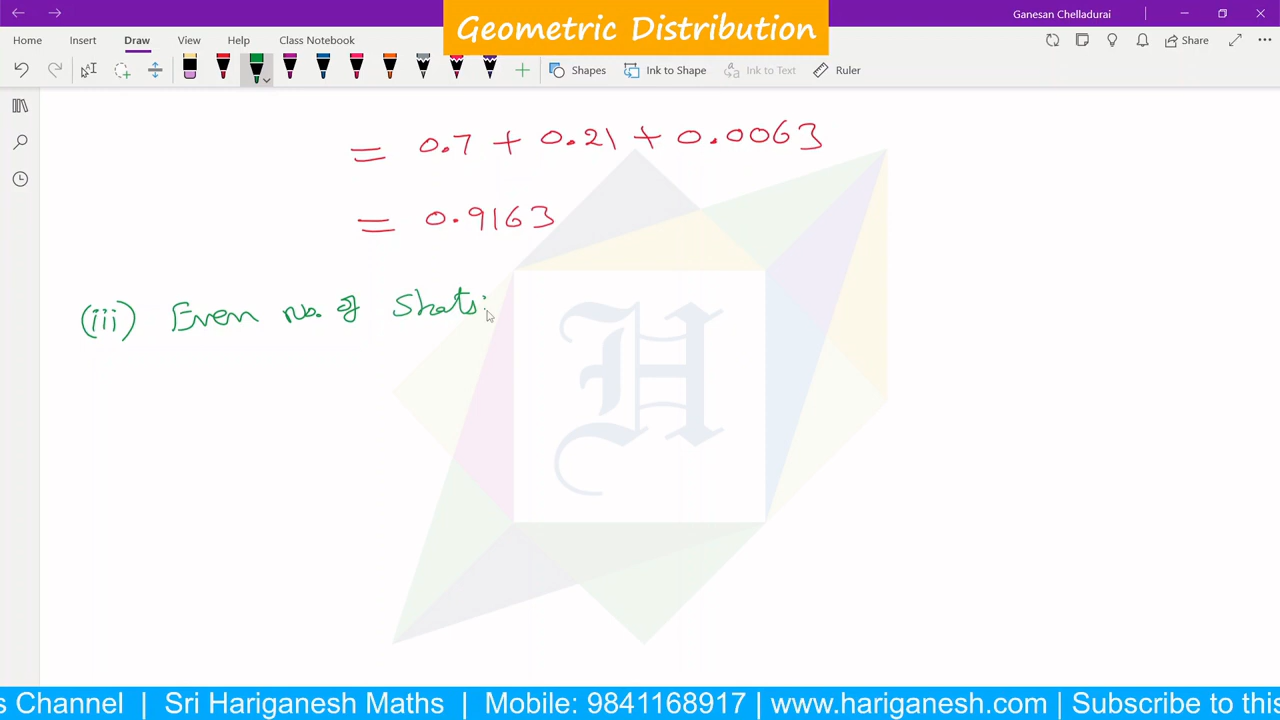 Geometric Distribution
Ganesan Chelladurai
Home Insert Draw View Help Class Notebook
Share
Shapes Ink to Shape Ink to Text Ruler
= 0.7 + 0.21 + 0.0063
= 0.9163
(iii) Even no. of Shots:
H
s Channel | Sri Hariganesh Maths | Mobile: 9841168917 | www.hariganesh.com | Subscribe to this